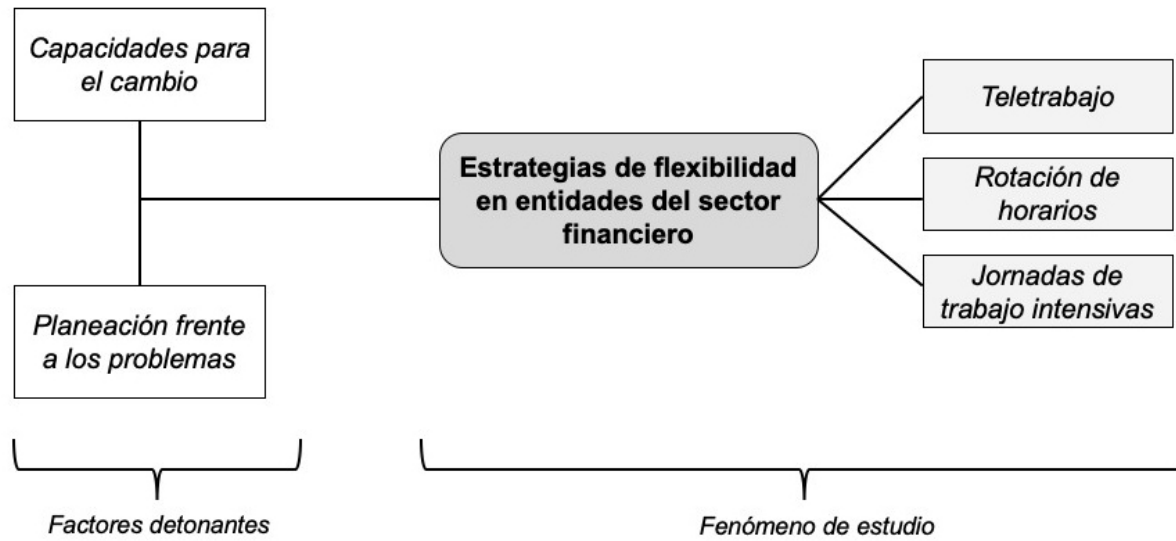 Capacidades para
el cambio
Planeación frente
a los problemas
Estrategias de flexibilidad
en entidades del sector
financiero
Teletrabajo
Rotación de
horarios
Jornadas de
trabajo intensivas
Factores detonantes
Fenómeno de estudio